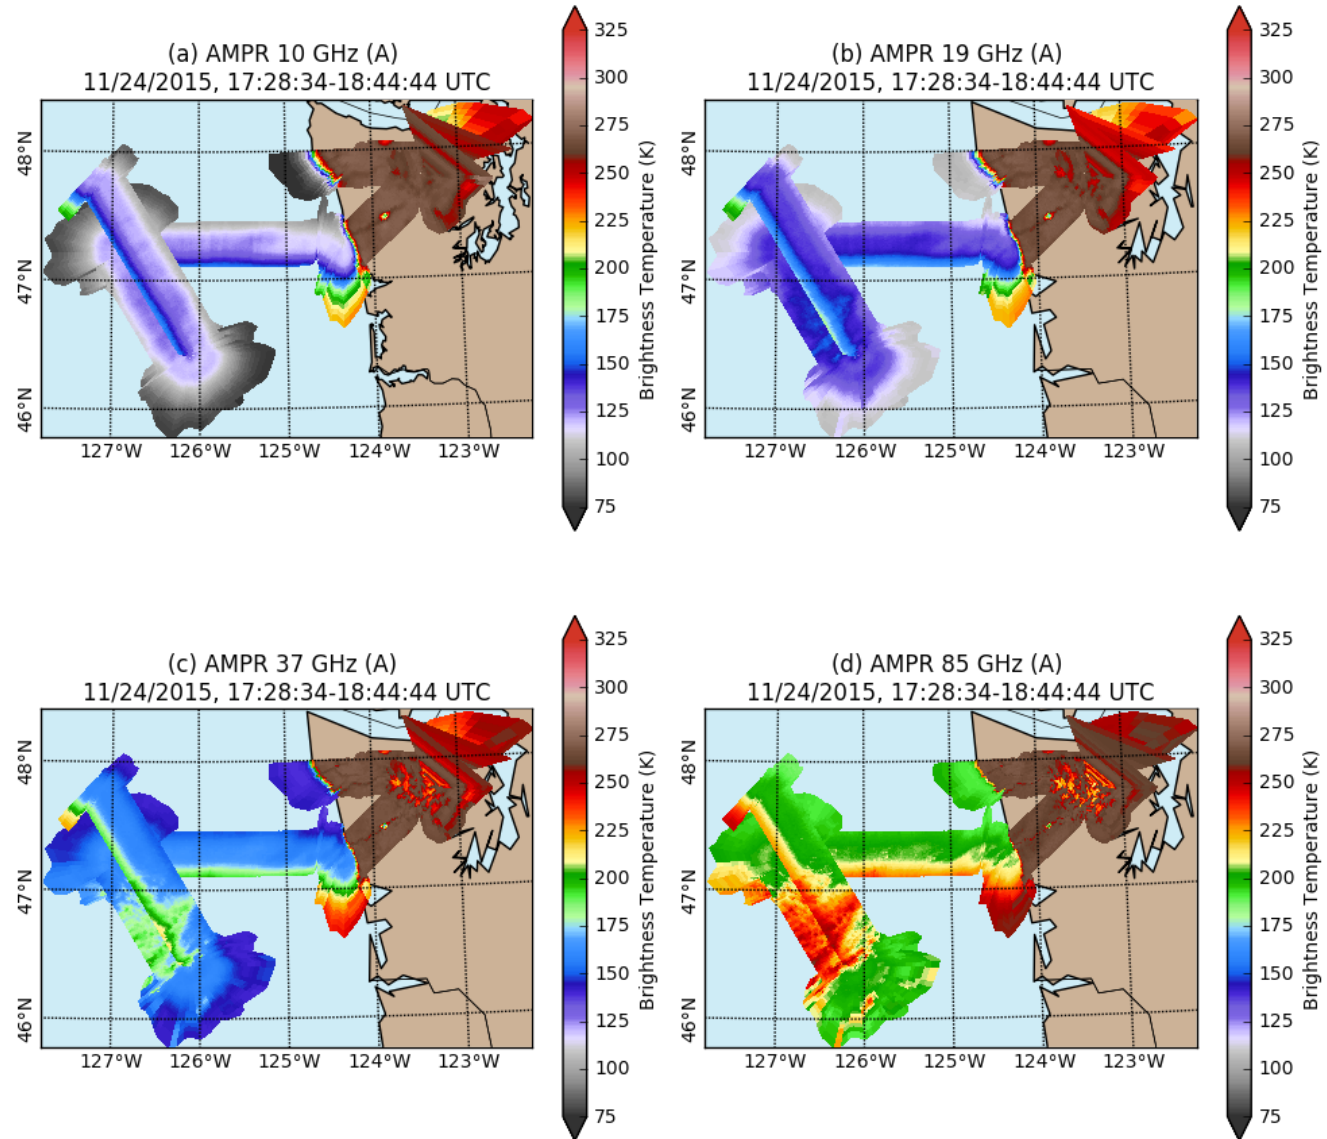 (a) AMPR 10 GHz (A)
11/24/2015, 17:28:34-18:44:44 UTC
48°N
47°N
46°N
127°W 126°W 125°W 124°W 123°W
325
300
275
250
225
200
175
150
125
100
75
Brightness Temperature (K)
(b) AMPR 19 GHz (A)
11/24/2015, 17:28:34-18:44:44 UTC
48°N
47°N
46°N
127°W 126°W 125°W 124°W 123°W
325
300
275
250
225
200
175
150
125
100
75
Brightness Temperature (K)
(c) AMPR 37 GHz (A)
11/24/2015, 17:28:34-18:44:44 UTC
48°N
47°N
46°N
127°W 126°W 125°W 124°W 123°W
325
300
275
250
225
200
175
150
125
100
75
Brightness Temperature (K)
(d) AMPR 85 GHz (A)
11/24/2015, 17:28:34-18:44:44 UTC
48°N
47°N
46°N
127°W 126°W 125°W 124°W 123°W
325
300
275
250
225
200
175
150
125
100
75
Brightness Temperature (K)